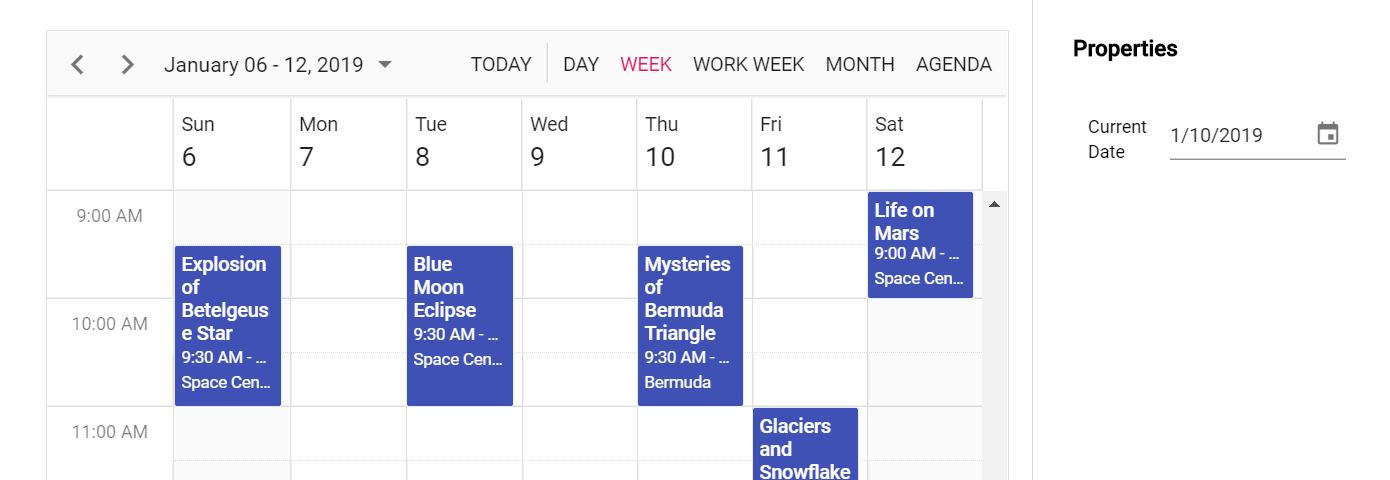 January 06 - 12, 2019
TODAY
DAY
WEEK
WORK WEEK
MONTH
AGENDA
Properties
Current
Date
1/10/2019
Sun
6
Mon
7
Tue
8
Wed
9
Thu
10
Fri
11
Sat
12
9:00 AM
10:00 AM
11:00 AM
Explosion
of
Betelgeus
e Star
9:30 AM - ...
Space Cen...
Blue
Moon
Eclipse
9:30 AM - ...
Space Cen...
Mysteries
of
Bermuda
Triangle
9:30 AM - ...
Bermuda
Glaciers
and
Snowflake
Life on
Mars
9:00 AM - ...
Space Cen...